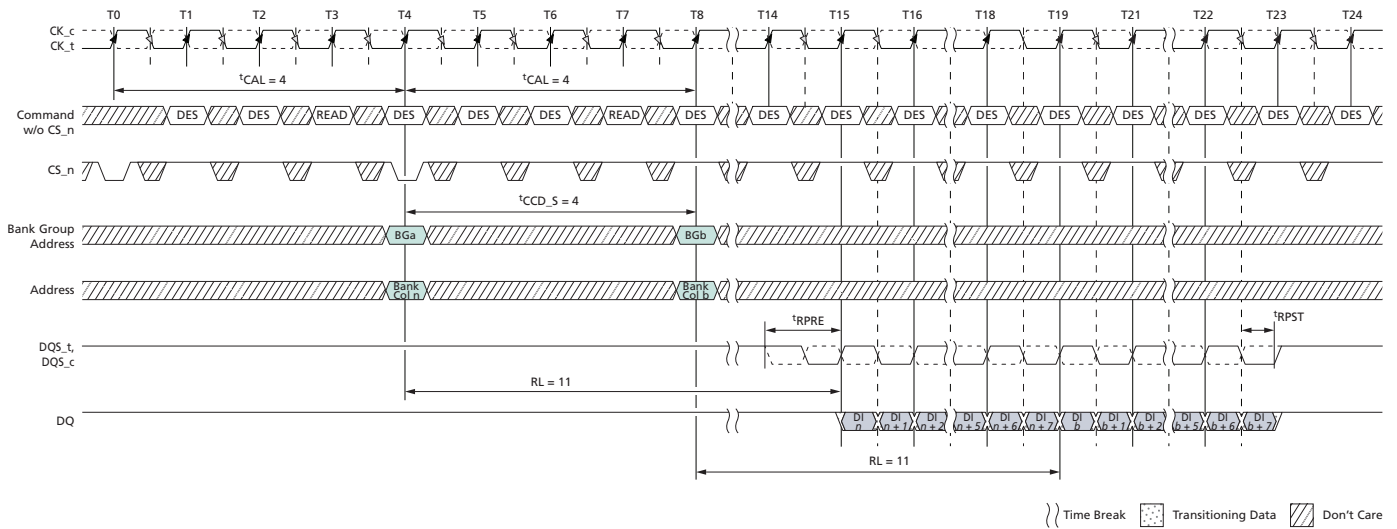 T0 T1 T2 T3 T4 T5 T6 T7 T8 T14 T15 T16 T18 T19 T21 T22 T23 T24
CK_c
CK_t
tCAL = 4 tCAL = 4
Command w/o CS_n
DES DES READ DES DES DES READ DES DES DES DES DES DES DES DES DES DES
CS_n
tCCD_S = 4
Bank Group Address
BGa BGb
Address
Bank Col n Bank Col b
tRPRE tRPST
DQS_t, DQS_c
RL = 11
DQ
DI n DI n + 1 DI n + 2 DI n + 5 DI n + 6 DI n + 7 DI b DI b + 1 DI b + 2 DI b + 5 DI b + 6 DI b + 7
RL = 11
Time Break Transitioning Data Don't Care